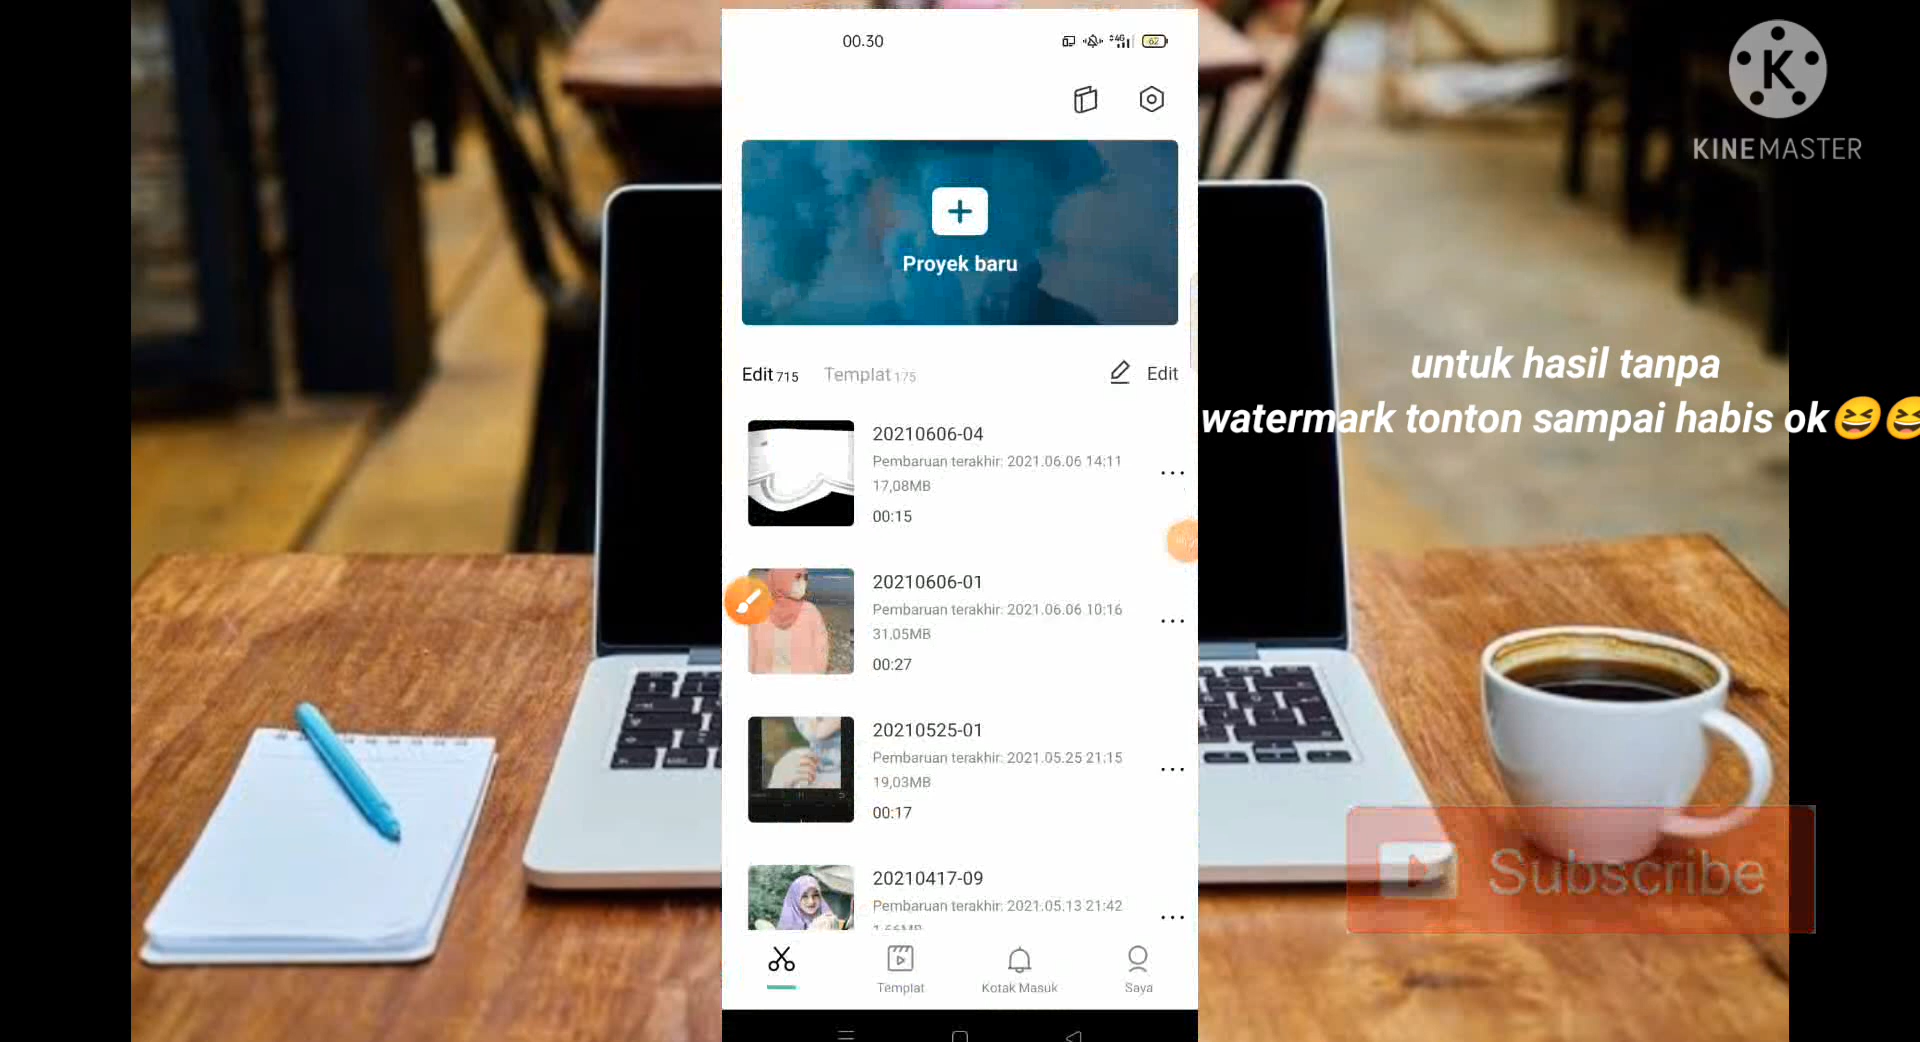 00.30
4G
62
K
KINEMASTER
Proyek baru
Edit 715
Templat 175
Edit
untuk hasil tanpa
watermark tonton sampai habis ok😆😆
20210606-04
Pembaruan terakhir: 2021.06.06 14:11
17,08MB
00:15
20210606-01
Pembaruan terakhir: 2021.06.06 10:16
31,05MB
00:27
20210525-01
Pembaruan terakhir: 2021.05.25 21:15
19,03MB
00:17
20210417-09
Pembaruan terakhir: 2021.05.13 21:42
Subscribe
Templat
Kotak Masuk
Saya